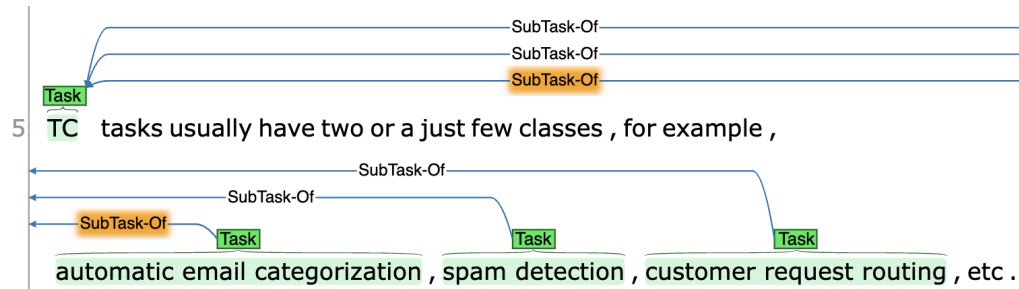 SubTask-Of
SubTask-Of
SubTask-Of
Task
5 TC tasks usually have two or a just few classes , for example ,
SubTask-Of
SubTask-Of
SubTask-Of
Task Task Task
automatic email categorization , spam detection , customer request routing , etc .